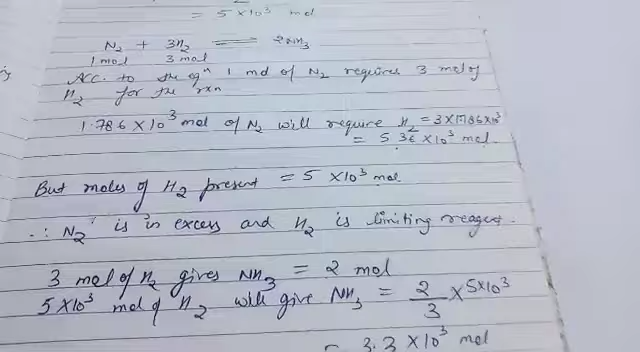 = 5 × 10³ mol
N₂ + 3H₂ ⇌ 2NH₃
1 mol 3 mol
Acc. to the eqⁿ 1 mol of N₂ requires 3 mol of
H₂ for the rxn
1.786 × 10³ mol of N₂ will require H₂ = 3 × 1786 × 10³
= 5.36 × 10³ mol
But moles of H₂ present = 5 × 10³ mol
∴ N₂ is in excess and H₂ is limiting reagent.
3 mol of H₂ gives NH₃ = 2 mol
5 × 10³ mol of H₂ will give NH₃ = 2/3 × 5 × 10³
= 3.3 × 10³ mol